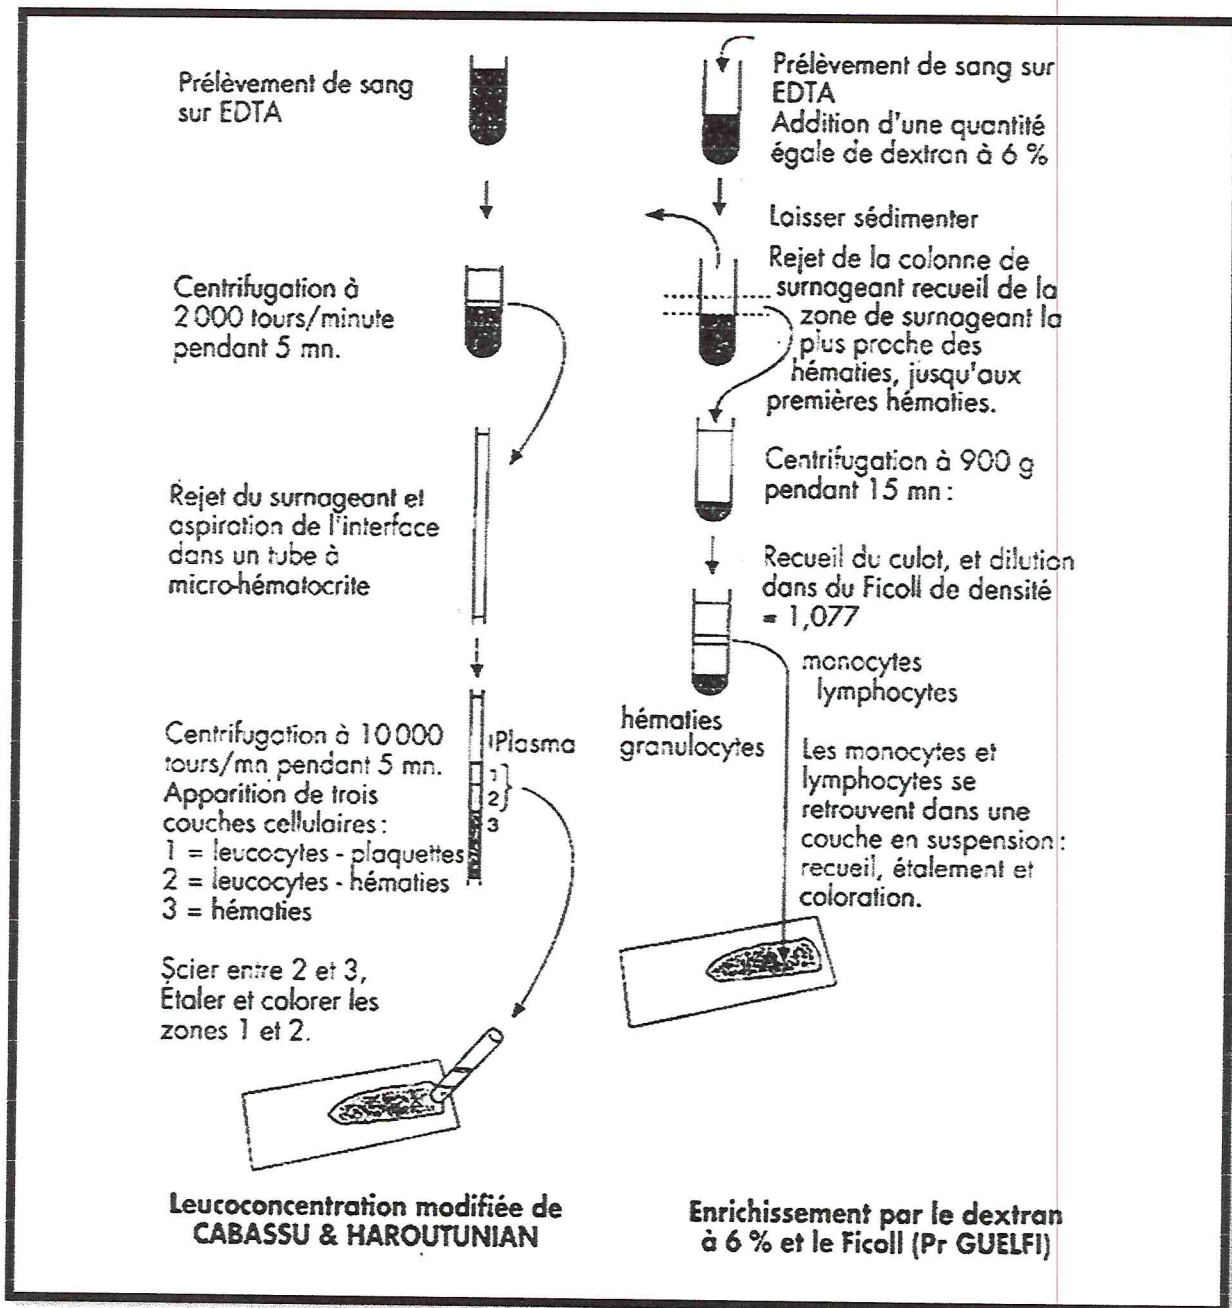 Prélèvement de sang
sur EDTA
Centrifugation à
2 000 tours/minute
pendant 5 mn.
Rejet du surnageant et
aspiration de l'interface
dans un tube à
micro-hématocrite
Centrifugation à 10 000
tours/mn pendant 5 mn.
Apparition de trois
couches cellulaires :
1 = leucocytes - plaquettes
2 = leucocytes - hématies
3 = hématies
Plasma
1
2
3
Scier entre 2 et 3,
Etaler et colorer les
zones 1 et 2.
Leucoconcentration modifiée de
CABASSU & HAROUTUNIAN
Prélèvement de sang sur
EDTA
Addition d'une quantité
égale de dextran à 6 %
Laisser sédimenter
Rejet de la colonne de
surnageant recueil de la
zone de surnageant la
plus proche des
hématies, jusqu'aux
premières hématies.
Centrifugation à 900 g
pendant 15 mn :
Recueil du culot, et dilution
dans du Ficoll de densité
= 1,077
monocytes
lymphocytes
hématies
granulocytes
Les monocytes et
lymphocytes se
retrouvent dans une
couche en suspension :
recueil, étalement et
coloration.
Enrichissement par le dextran
à 6 % et le Ficoll (Pr GUELFI)